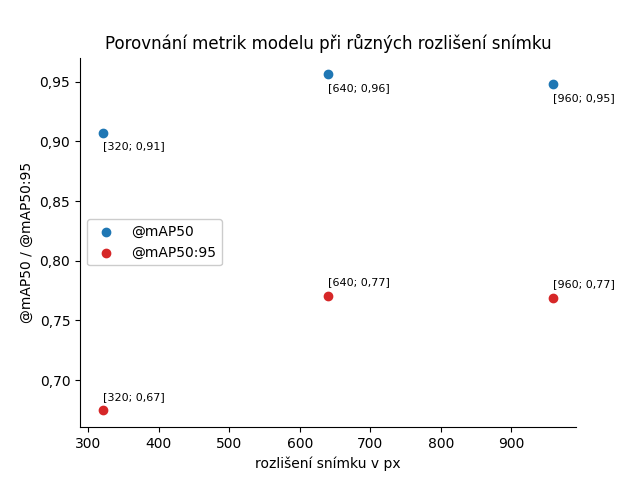 Porovnání metrik modelu při různých rozlišení snímku
@mAP50 / @mAP50:95
0,95
0,90
0,85
0,80
0,75
0,70
[320; 0,91]
[640; 0,96]
[960; 0,95]
@mAP50
@mAP50:95
[640; 0,77]
[960; 0,77]
[320; 0,67]
300 400 500 600 700 800 900
rozlišení snímku v px